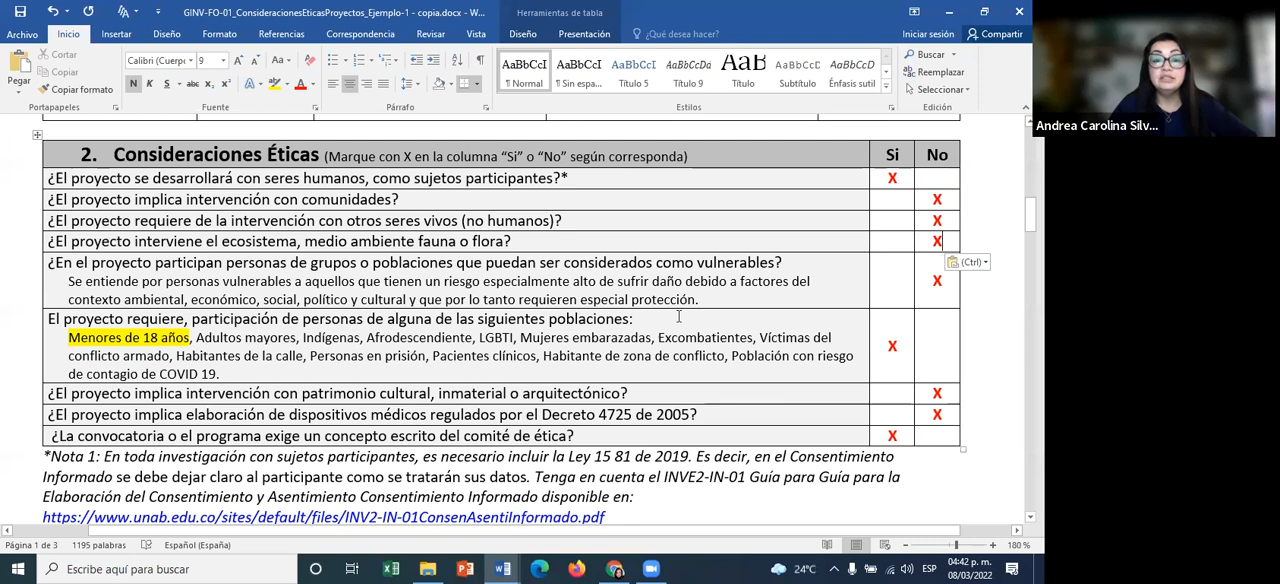 GINV-FO-01_ConsideracionesEticasProyectos_Ejemplo-1 - copia.docx - W...
Herramientas de tabla
Archivo Inicio Insertar Diseño Formato Referencias Correspondencia Revisar Vista Diseño Presentación ¿Qué desea hacer? Iniciar sesión Compartir
Pegar
Cortar
Copiar
Copiar formato
Portapapeles
Calibri (Cuerp 9
Fuente
Párrafo
AaBbCcI AaBbCcI AaBbCcI AaBbCcDa AaB AaBbCcD AaBbCcDı
¶ Normal ¶ Sin espa... Título 5 Título 9 Título Subtítulo Énfasis sutil
Estilos
Buscar
Reemplazar
Seleccionar
Edición
Andrea Carolina Silv...
2. Consideraciones Éticas (Marque con X en la columna “Si” o “No” según corresponda) Si No
¿El proyecto se desarrollará con seres humanos, como sujetos participantes?* X
¿El proyecto implica intervención con comunidades? X
¿El proyecto requiere de la intervención con otros seres vivos (no humanos)? X
¿El proyecto interviene el ecosistema, medio ambiente fauna o flora? X
(Ctrl)
¿En el proyecto participan personas de grupos o poblaciones que puedan ser considerados como vulnerables?
Se entiende por personas vulnerables a aquellos que tienen un riesgo especialmente alto de sufrir daño debido a factores del X
contexto ambiental, económico, social, político y cultural y que por lo tanto requieren especial protección.
El proyecto requiere, participación de personas de alguna de las siguientes poblaciones:
Menores de 18 años, Adultos mayores, Indígenas, Afrodescendiente, LGBTI, Mujeres embarazadas, Excombatientes, Víctimas del X
conflicto armado, Habitantes de la calle, Personas en prisión, Pacientes clínicos, Habitante de zona de conflicto, Población con riesgo
de contagio de COVID 19.
¿El proyecto implica intervención con patrimonio cultural, inmaterial o arquitectónico? X
¿El proyecto implica elaboración de dispositivos médicos regulados por el Decreto 4725 de 2005? X
¿La convocatoria o el programa exige un concepto escrito del comité de ética? X
*Nota 1: En toda investigación con sujetos participantes, es necesario incluir la Ley 15 81 de 2019. Es decir, en el Consentimiento
Informado se debe dejar claro al participante como se tratarán sus datos. Tenga en cuenta el INVE2-IN-01 Guía para Guía para la
Elaboración del Consentimiento y Asentimiento Consentimiento Informado disponible en:
https://www.unab.edu.co/sites/default/files/INV2-IN-01ConsenAsentiInformado.pdf
Página 1 de 3 1195 palabras Español (España) 180 %
Escribe aquí para buscar
24°C ESP 04:42 p. m.
08/03/2022